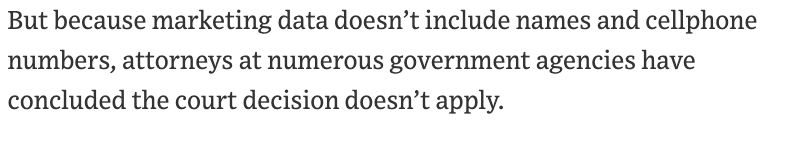 But because marketing data doesn’t include names and cellphone
numbers, attorneys at numerous government agencies have
concluded the court decision doesn’t apply.